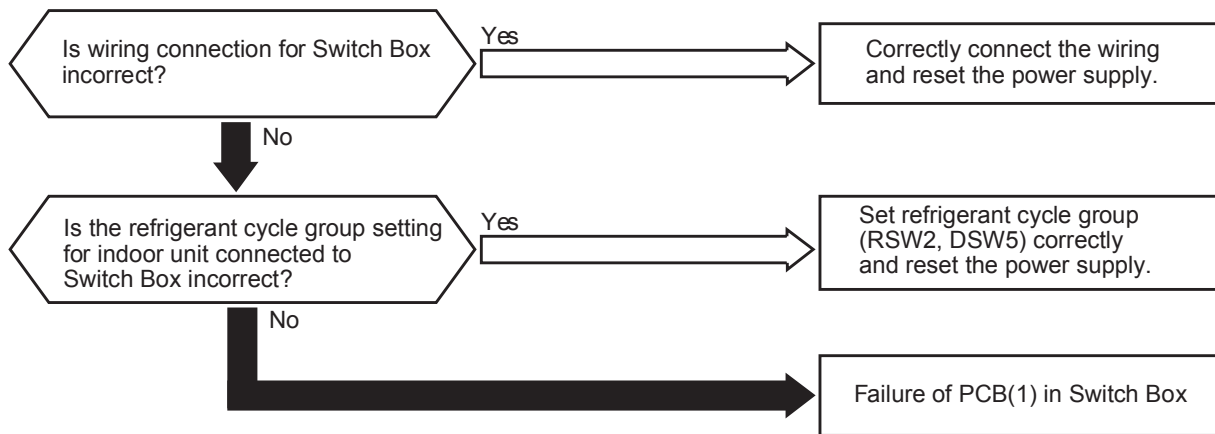 Is wiring connection for Switch Box
incorrect?
Yes
Correctly connect the wiring
and reset the power supply.
No
Is the refrigerant cycle group setting
for indoor unit connected to
Switch Box incorrect?
Yes
Set refrigerant cycle group
(RSW2, DSW5) correctly
and reset the power supply.
No
Failure of PCB(1) in Switch Box